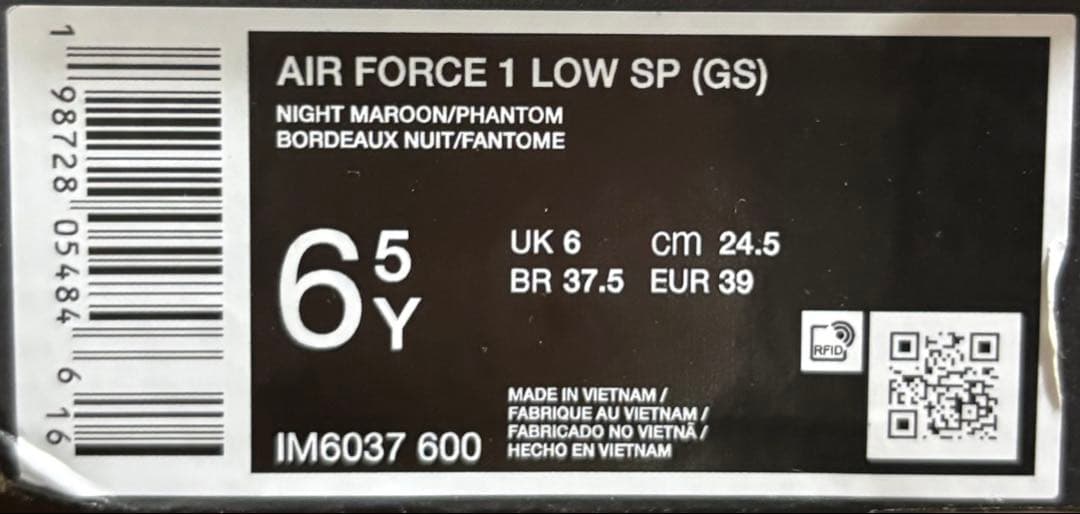 1 98728 05484 6 16
AIR FORCE 1 LOW SP (GS)
NIGHT MAROON/PHANTOM
BORDEAUX NUIT/FANTOME
6 5Y
UK 6 cm 24.5
BR 37.5 EUR 39
RFID
MADE IN VIETNAM /
FABRIQUE AU VIETNAM /
FABRICADO NO VIETNÃ /
HECHO EN VIETNAM
IM6037 600